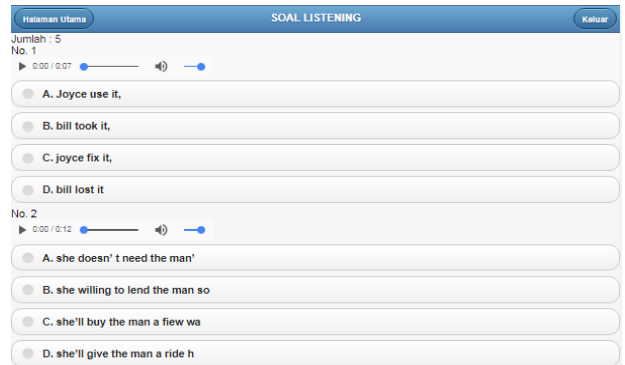 Halaman Utama SOAL LISTENING Keluar
Jumlah : 5
No. 1
0:00 / 0:07
A. Joyce use it,
B. bill took it,
C. joyce fix it,
D. bill lost it
No. 2
0:00 / 0:12
A. she doesn' t need the man'
B. she willing to lend the man so
C. she'll buy the man a fiew wa
D. she'll give the man a ride h